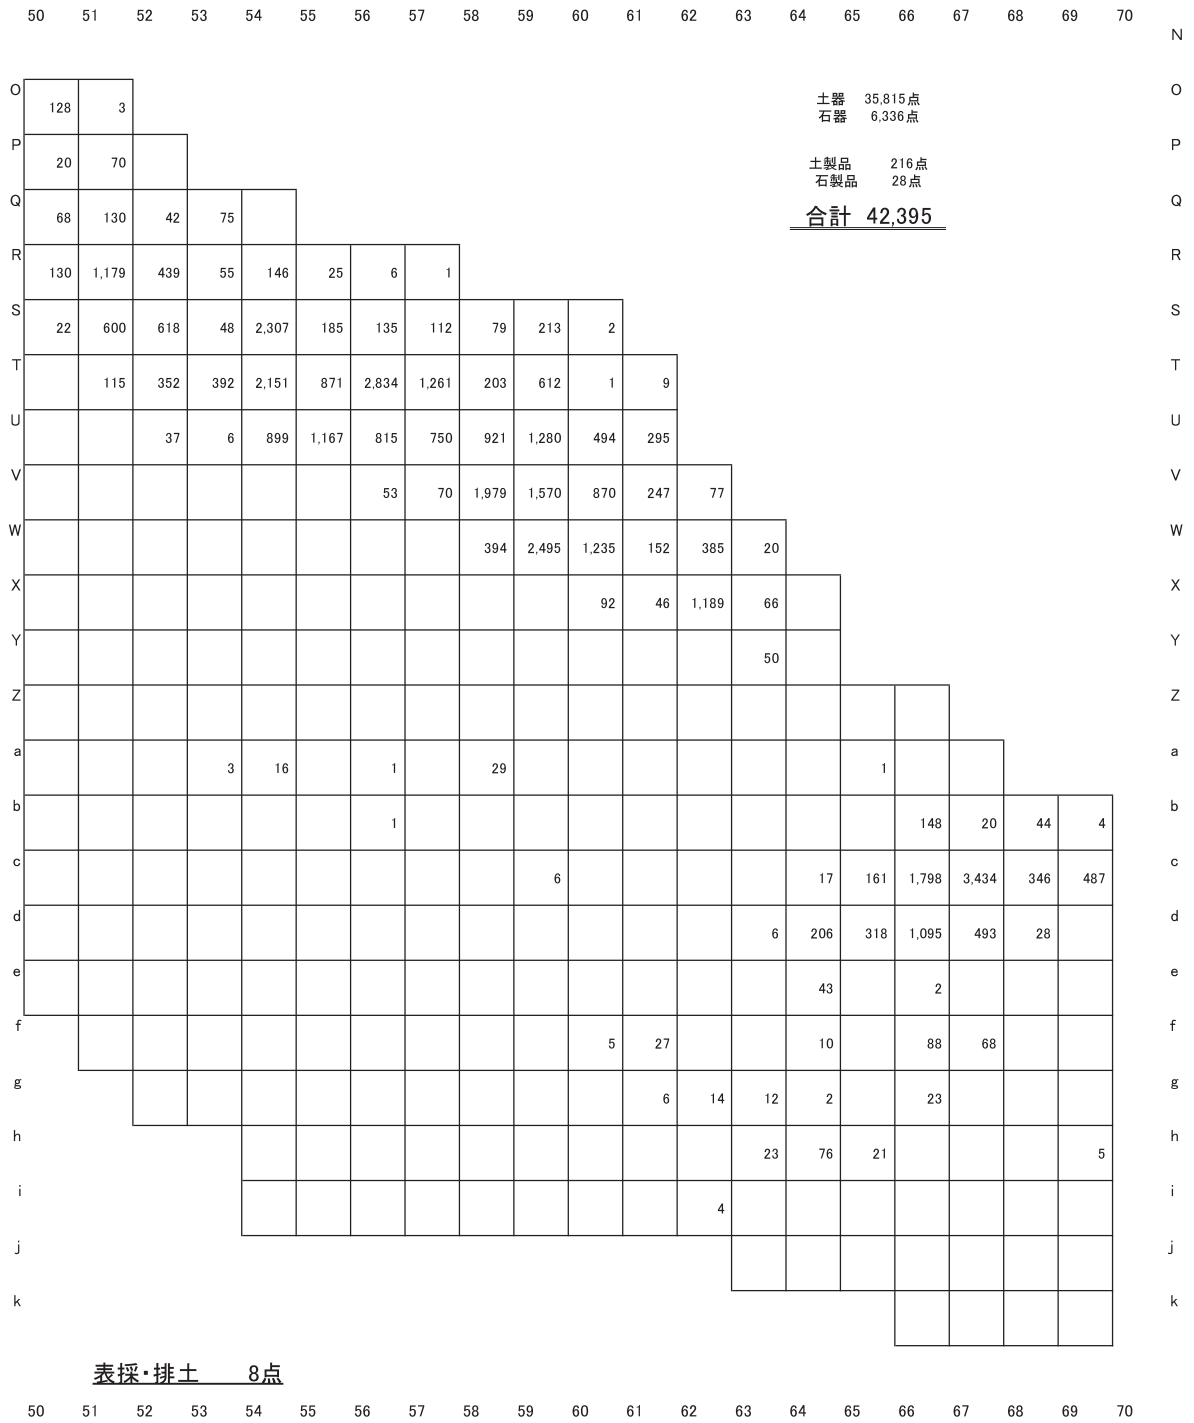 50 51 52 53 54 55 56 57 58 59 60 61 62 63 64 65 66 67 68 69 70
N
O O
土器 35,815点
128 3
石器 6,336点
P P
20 70
土製品 216点
石製品 28点
Q Q
68 130 42 75
合計 42,395
R R
130 1,179 439 55 146 25 6 1
S S
22 600 618 48 2,307 185 135 112 79 213 2
T T
115 352 392 2,151 871 2,834 1,261 203 612 1 9
U U
37 6 899 1,167 815 750 921 1,280 494 295
V V
53 70 1,979 1,570 870 247 77
W W
394 2,495 1,235 152 385 20
X X
92 46 1,189 66
Y Y
50
Z Z
a a
3 16 1 29 1
b b
1 148 20 44 4
c c
6 17 161 1,798 3,434 346 487
d d
6 206 318 1,095 493 28
e e
43 2
f f
5 27 10 88 68
g g
6 14 12 2 23
h h
23 76 21 5
i i
4
j j
k k
表採・排土 8点
50 51 52 53 54 55 56 57 58 59 60 61 62 63 64 65 66 67 68 69 70